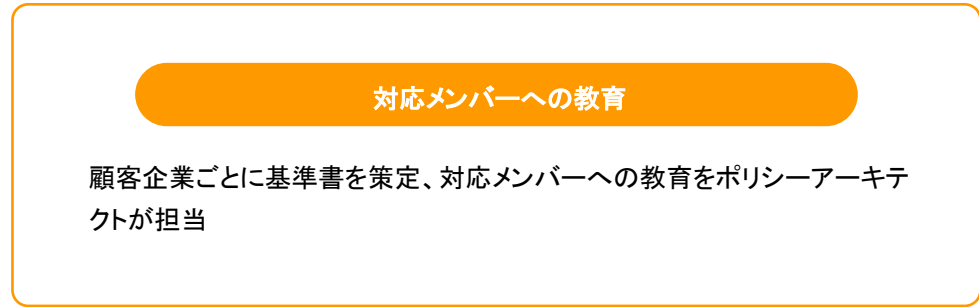 対応メンバーへの教育
顧客企業ごとに基準書を策定、対応メンバーへの教育をポリシーアーキテ
クトが担当